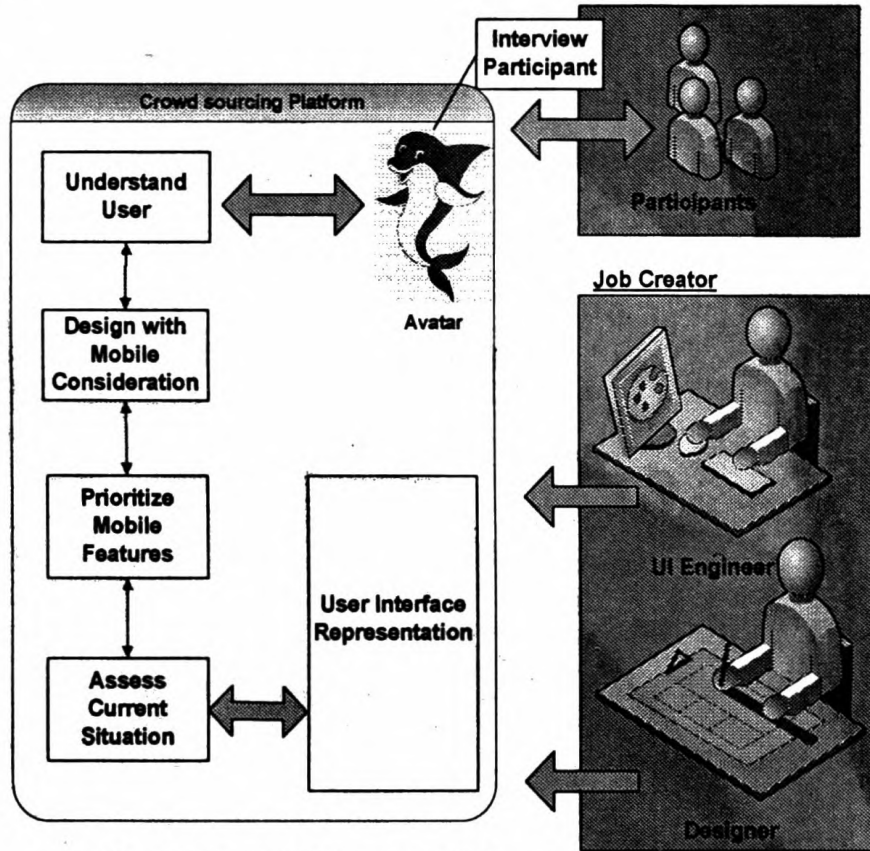 Interview
Participant
Crowd sourcing Platform
Understand
User
Participants
Avatar
Job Creator
Design with
Mobile
Consideration
Prioritize
Mobile
Features
UI Engineer
User Interface
Representation
Assess
Current
Situation
Designer